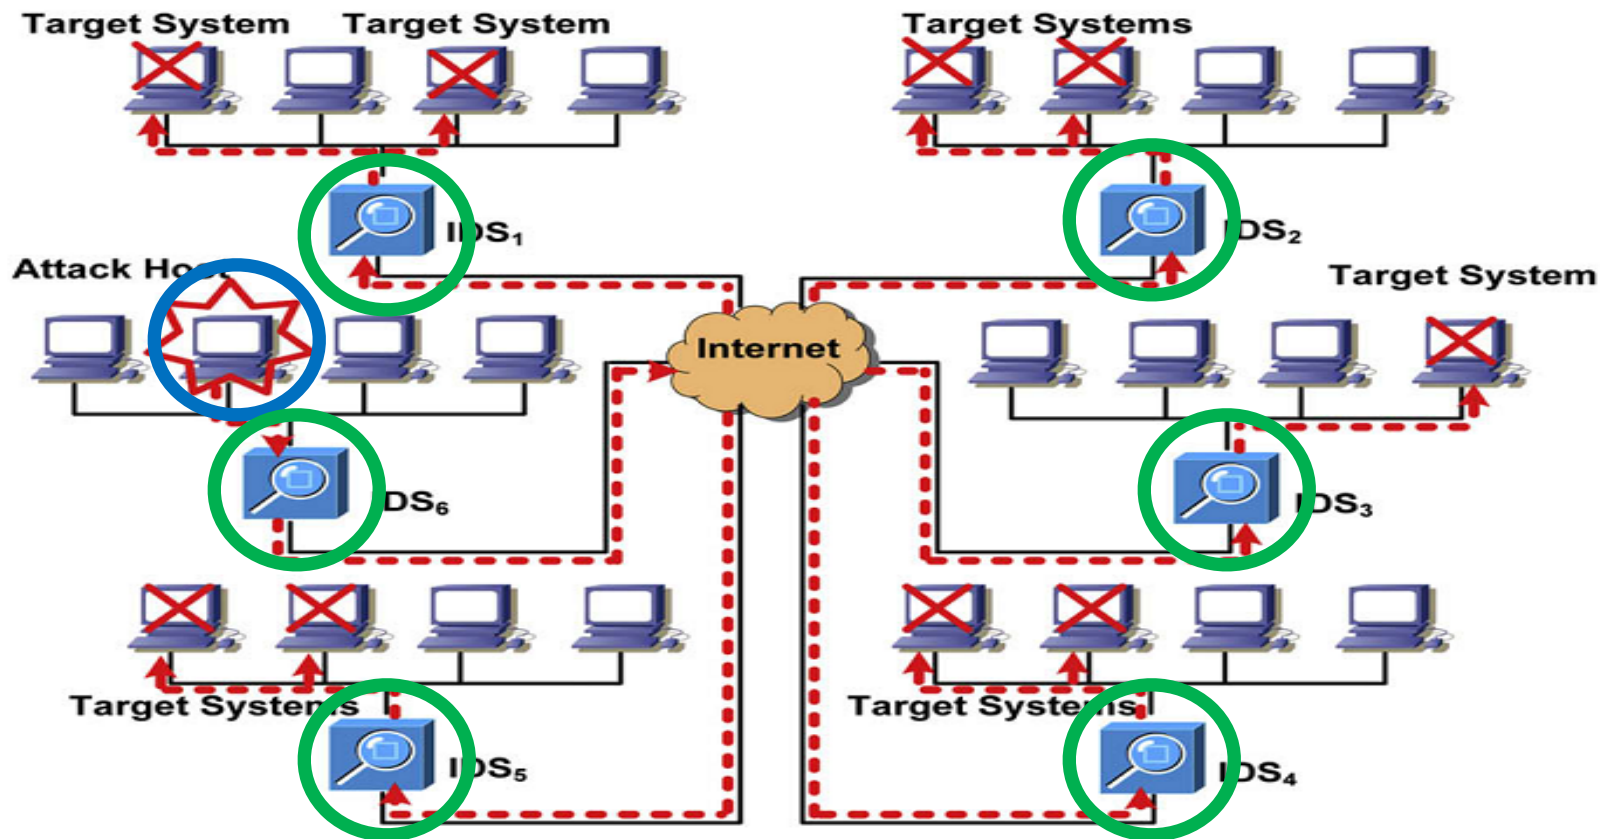 Target System
Target System
Target Systems
IDS₁
IDS₂
Attack Host
Target System
Internet
IDS₆
IDS₃
Target Systems
Target Systems
IDS₅
IDS₄